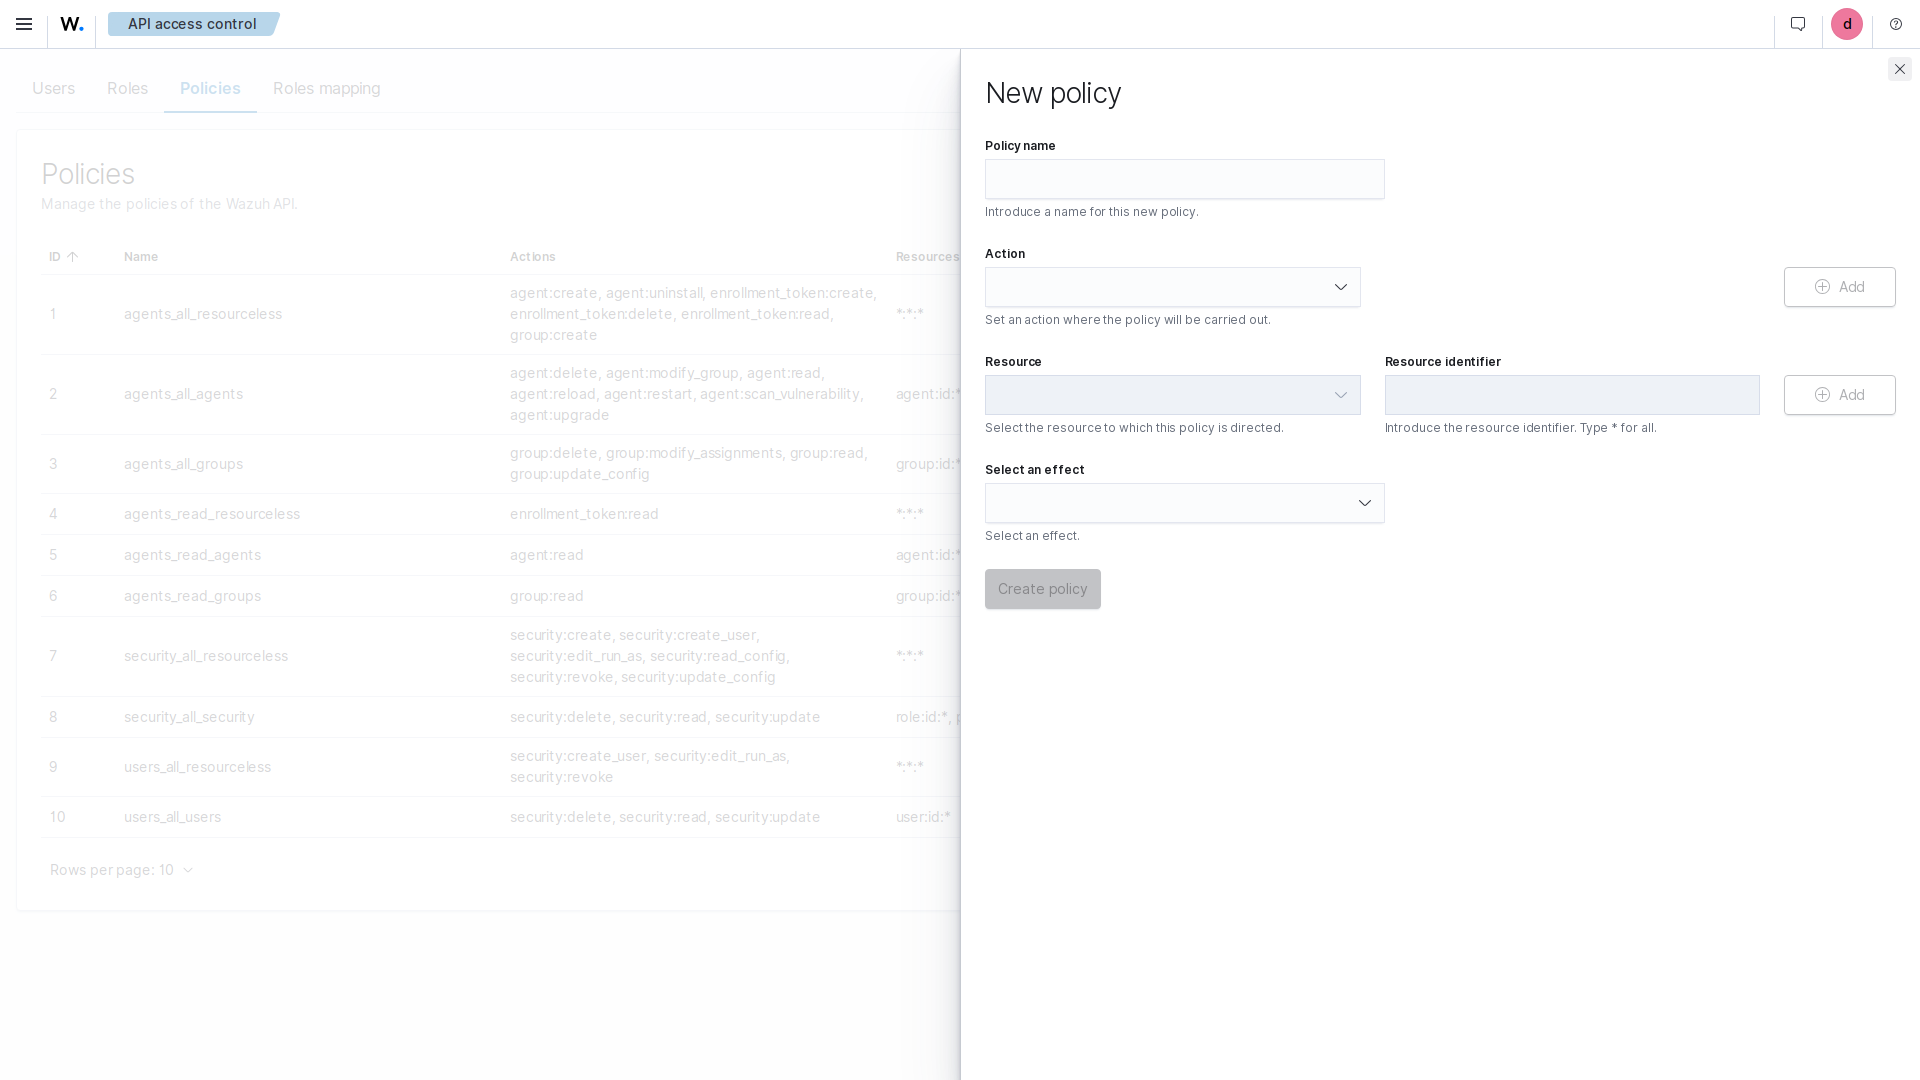 W.
API access control
d
Users
Roles
Policies
Roles mapping
Policies
Manage the policies of the Wazuh API.
ID
Name
Actions
Resources
1
agents_all_resourceless
agent:create, agent:uninstall, enrollment_token:create,
enrollment_token:delete, enrollment_token:read,
group:create
*:*:*
2
agents_all_agents
agent:delete, agent:modify_group, agent:read,
agent:reload, agent:restart, agent:scan_vulnerability,
agent:upgrade
agent:id:*
3
agents_all_groups
group:delete, group:modify_assignments, group:read,
group:update_config
group:id:*
4
agents_read_resourceless
enrollment_token:read
*:*:*
5
agents_read_agents
agent:read
agent:id:*
6
agents_read_groups
group:read
group:id:*
7
security_all_resourceless
security:create, security:create_user,
security:edit_run_as, security:read_config,
security:revoke, security:update_config
*:*:*
8
security_all_security
security:delete, security:read, security:update
role:id:*,
9
users_all_resourceless
security:create_user, security:edit_run_as,
security:revoke
*:*:*
10
users_all_users
security:delete, security:read, security:update
user:id:*
Rows per page: 10
New policy
Policy name
Introduce a name for this new policy.
Action
Add
Set an action where the policy will be carried out.
Resource
Resource identifier
Add
Select the resource to which this policy is directed.
Introduce the resource identifier. Type * for all.
Select an effect
Select an effect.
Create policy